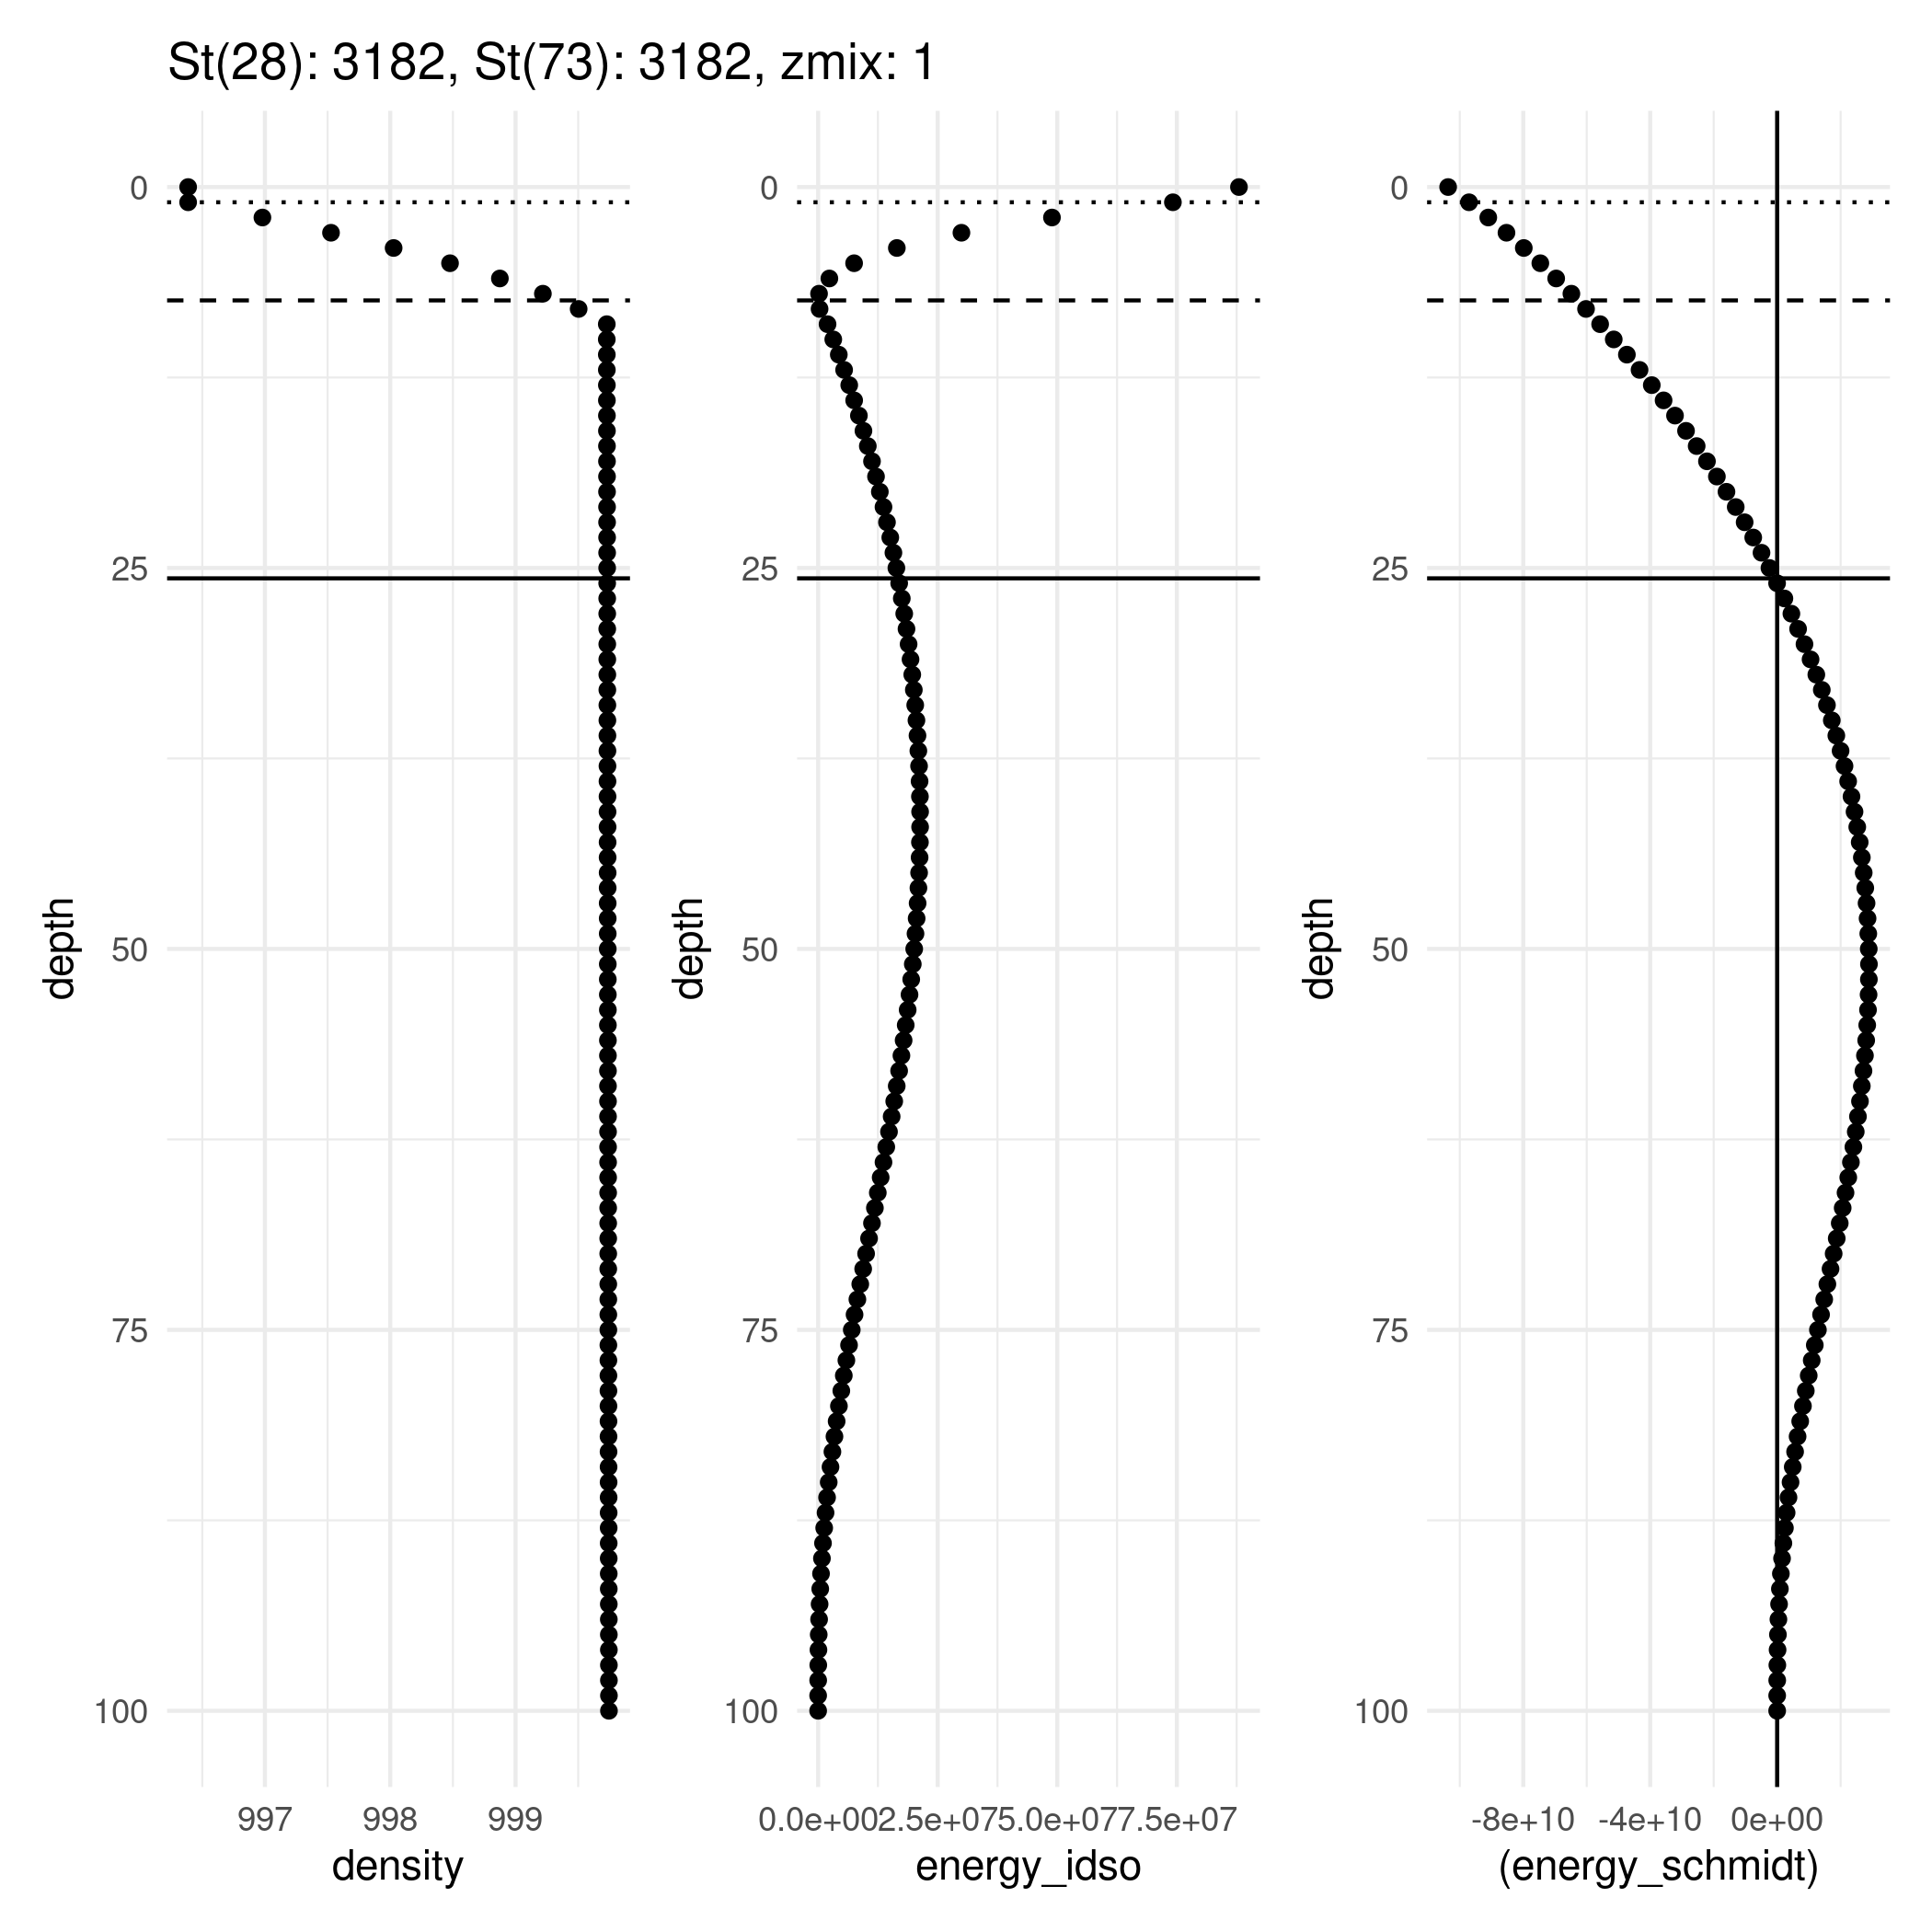 St(28): 3182, St(73): 3182, zmix: 1
depth
0
25
50
75
100
997 998 999
density
depth
0
25
50
75
100
0.0e+002.5e+075.0e+077.5e+07
energy_idso
depth
0
25
50
75
100
-8e+10 -4e+10 0e+00
(energy_schmidt)